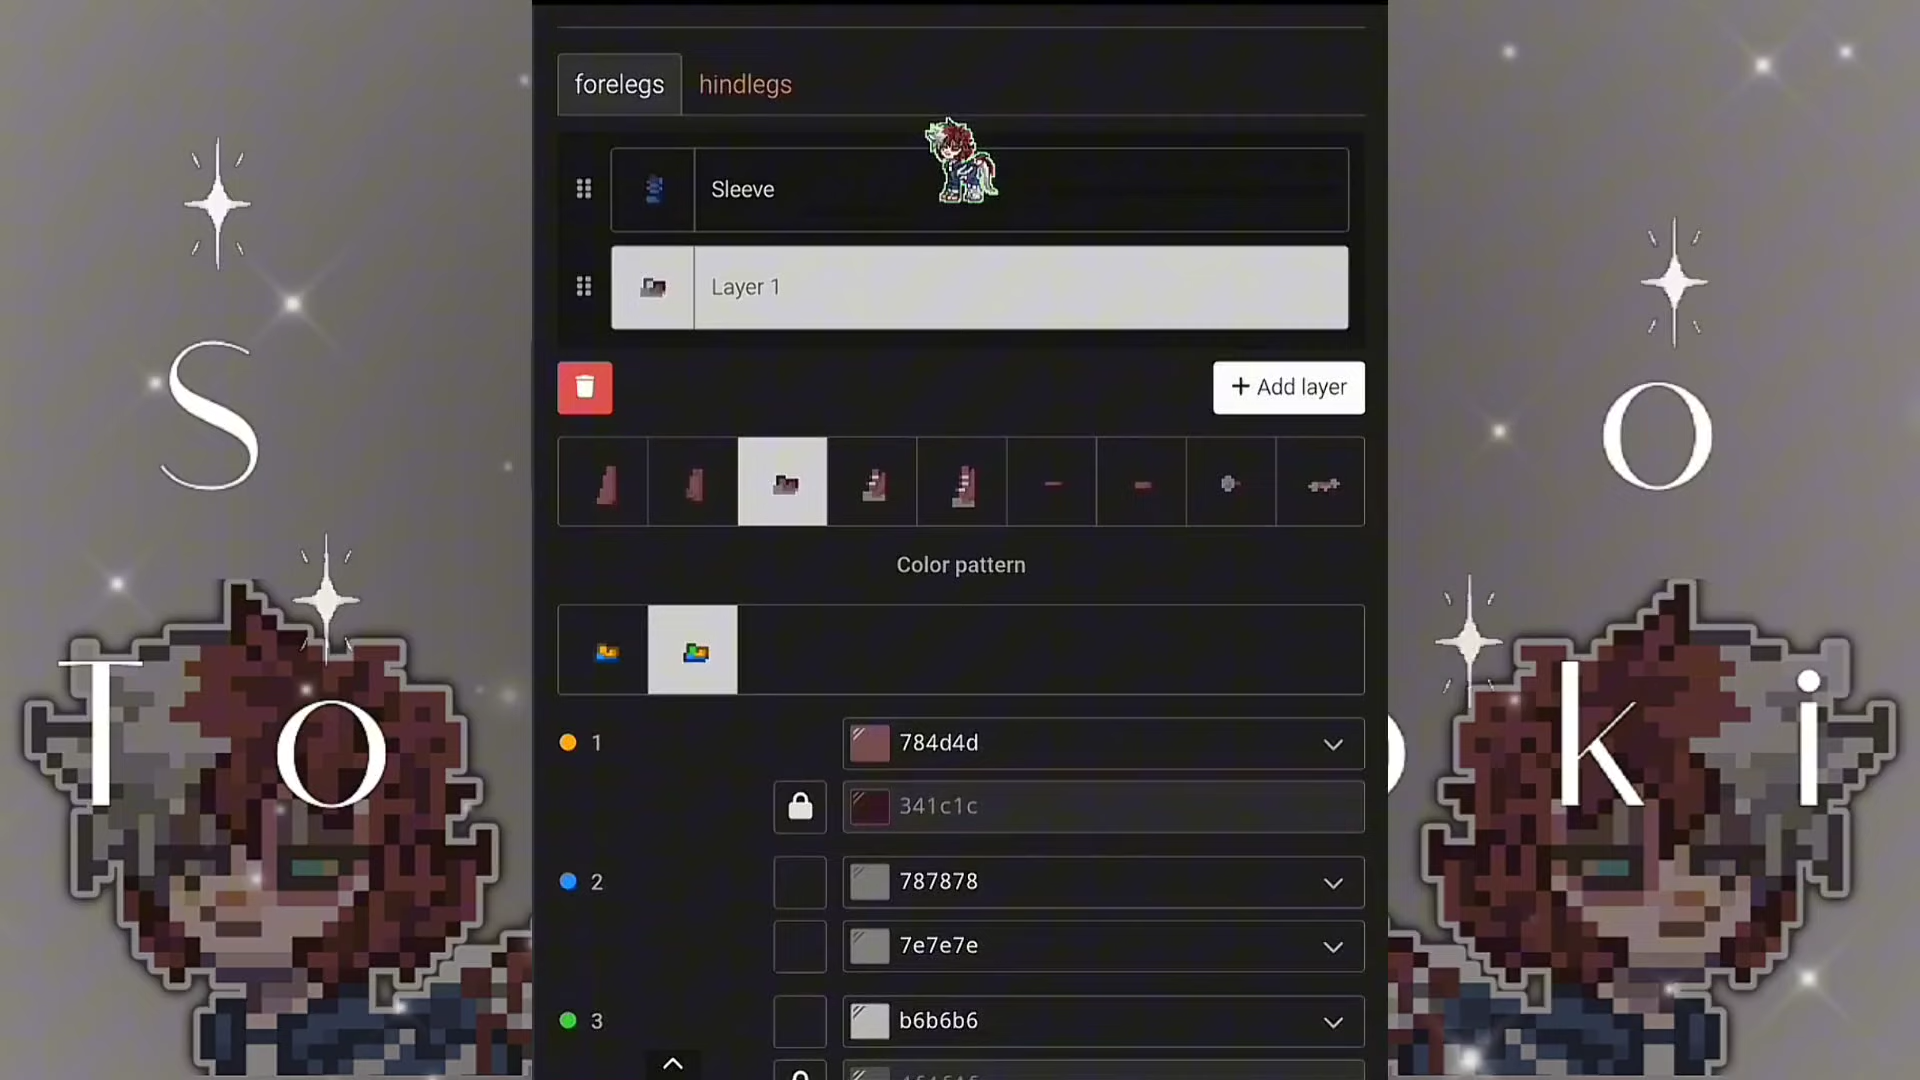 forelegs hindlegs
Sleeve
Layer 1
+ Add layer
Color pattern
1 784d4d
341c1c
2 787878
7e7e7e
3 b6b6b6
S
T o
o
k i